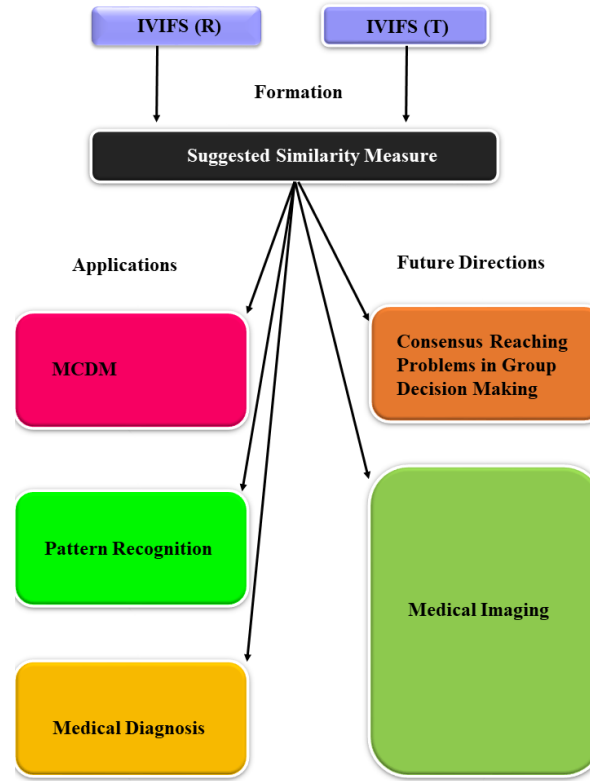 IVIFS (R)
IVIFS (T)
Formation
Suggested Similarity Measure
Applications
Future Directions
MCDM
Consensus Reaching
Problems in Group
Decision Making
Pattern Recognition
Medical Imaging
Medical Diagnosis